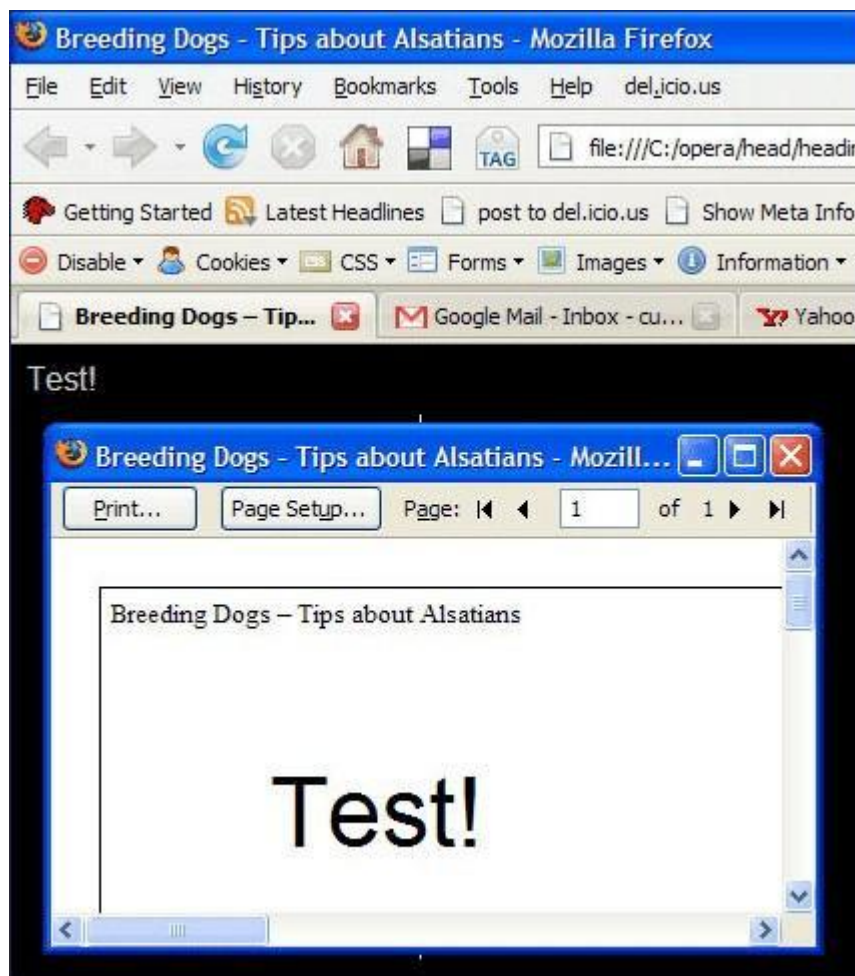 Breeding Dogs - Tips about Alsatians - Mozilla Firefox
File Edit View History Bookmarks Tools Help del.icio.us
TAG file:///C:/opera/head/headin
Getting Started Latest Headlines post to del.icio.us Show Meta Info
Disable Cookies CSS Forms Images Information
Breeding Dogs – Tip... Google Mail - Inbox - cu... Yahoo
Test!
Breeding Dogs - Tips about Alsatians - Mozill...
Print... Page Setup... Page: 1 of 1
Breeding Dogs – Tips about Alsatians
Test!